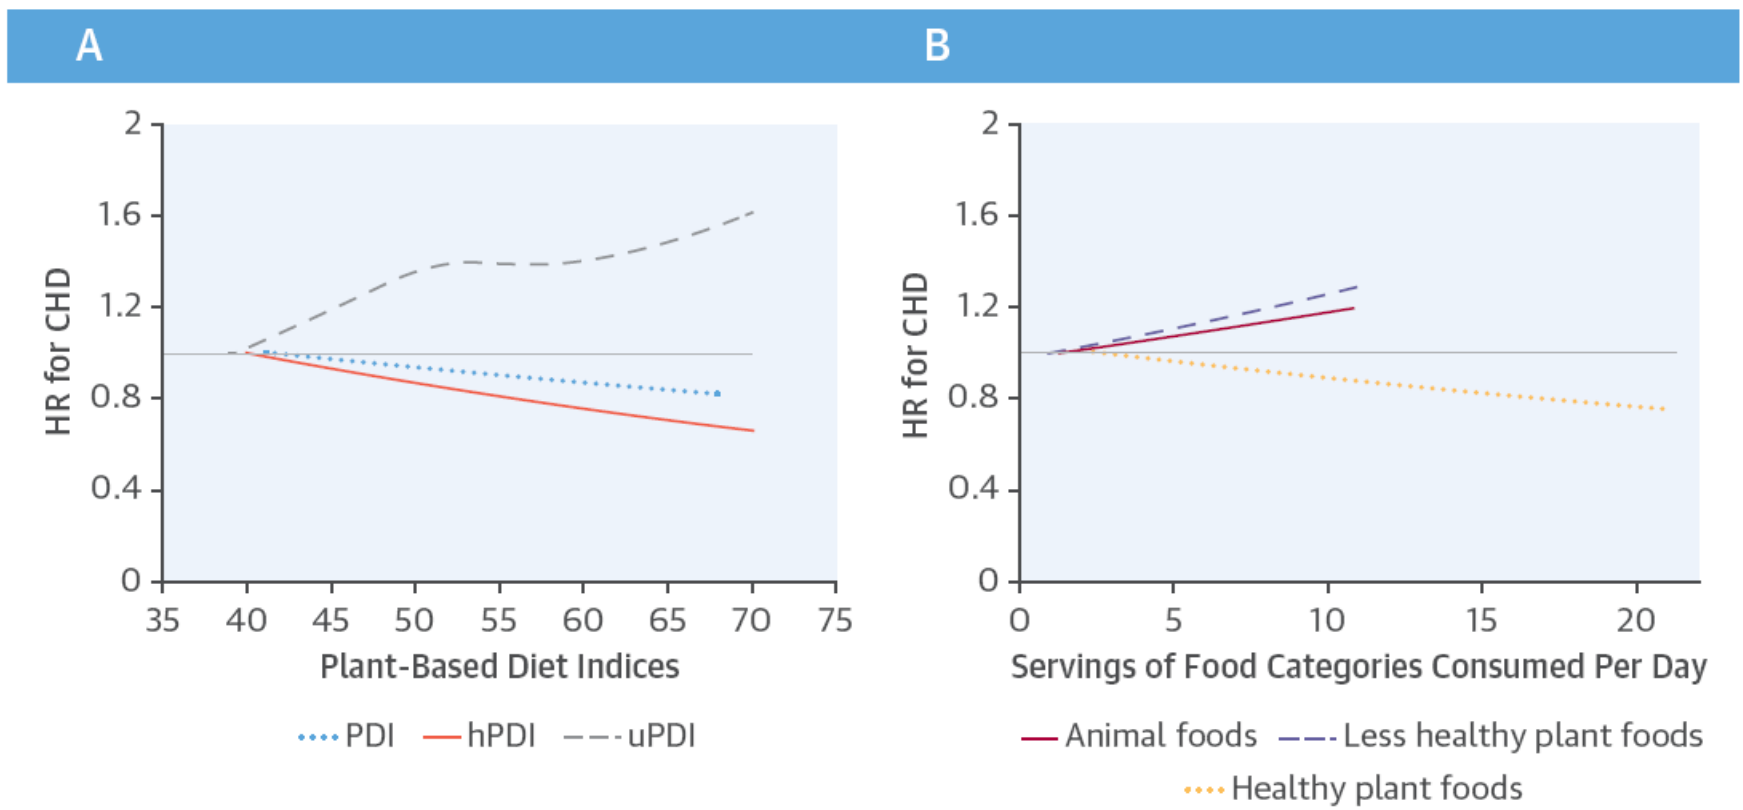 A
B
2
1.6
1.2
0.8
0.4
0
HR for CHD
35 40 45 50 55 60 65 70 75
Plant-Based Diet Indices
PDI hPDI uPDI
2
1.6
1.2
0.8
0.4
0
HR for CHD
0 5 10 15 20
Servings of Food Categories Consumed Per Day
Animal foods Less healthy plant foods
Healthy plant foods